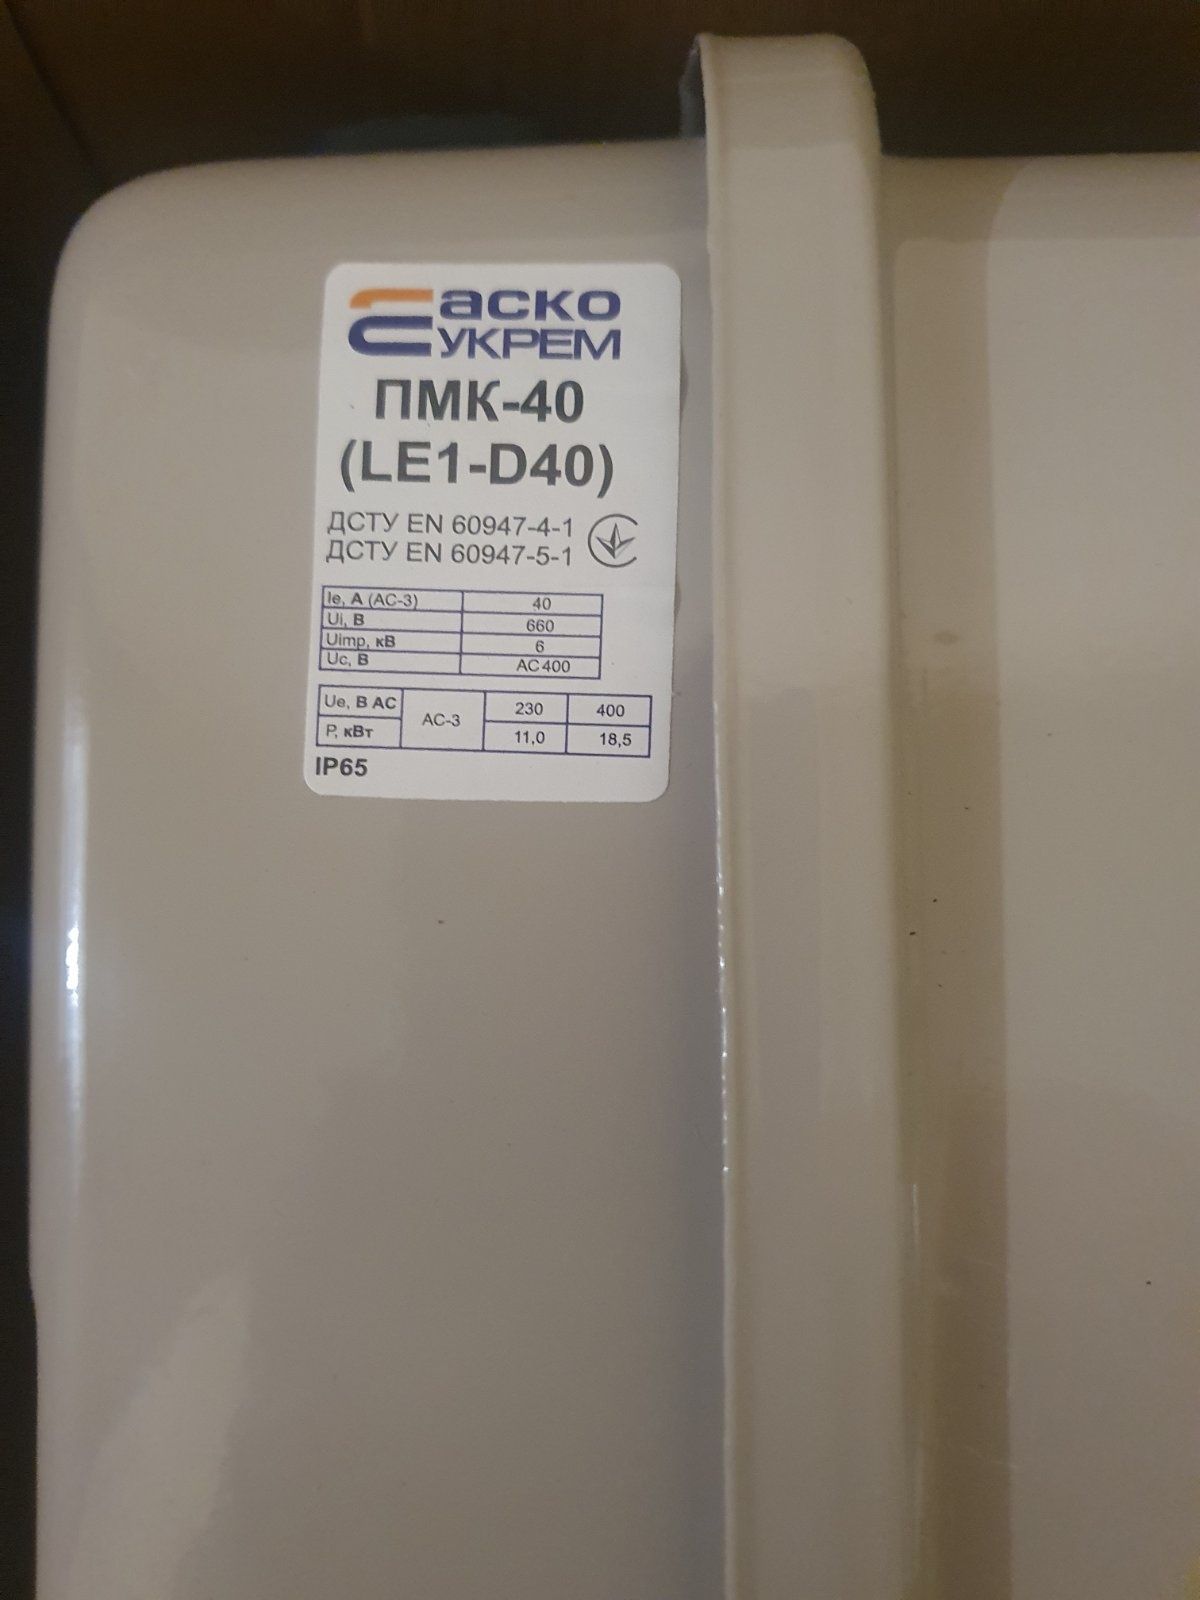 аско
УКРЕМ
ПМК-40
(LE1-D40)
ДСТУ EN 60947-4-1
ДСТУ EN 60947-5-1
Ie, A (AC-3) 40
Ui, В 660
Uimp, кВ 6
Uc, В AC 400
Ue, В AC AC-3 230 400
P, кВт 11,0 18,5
IP65